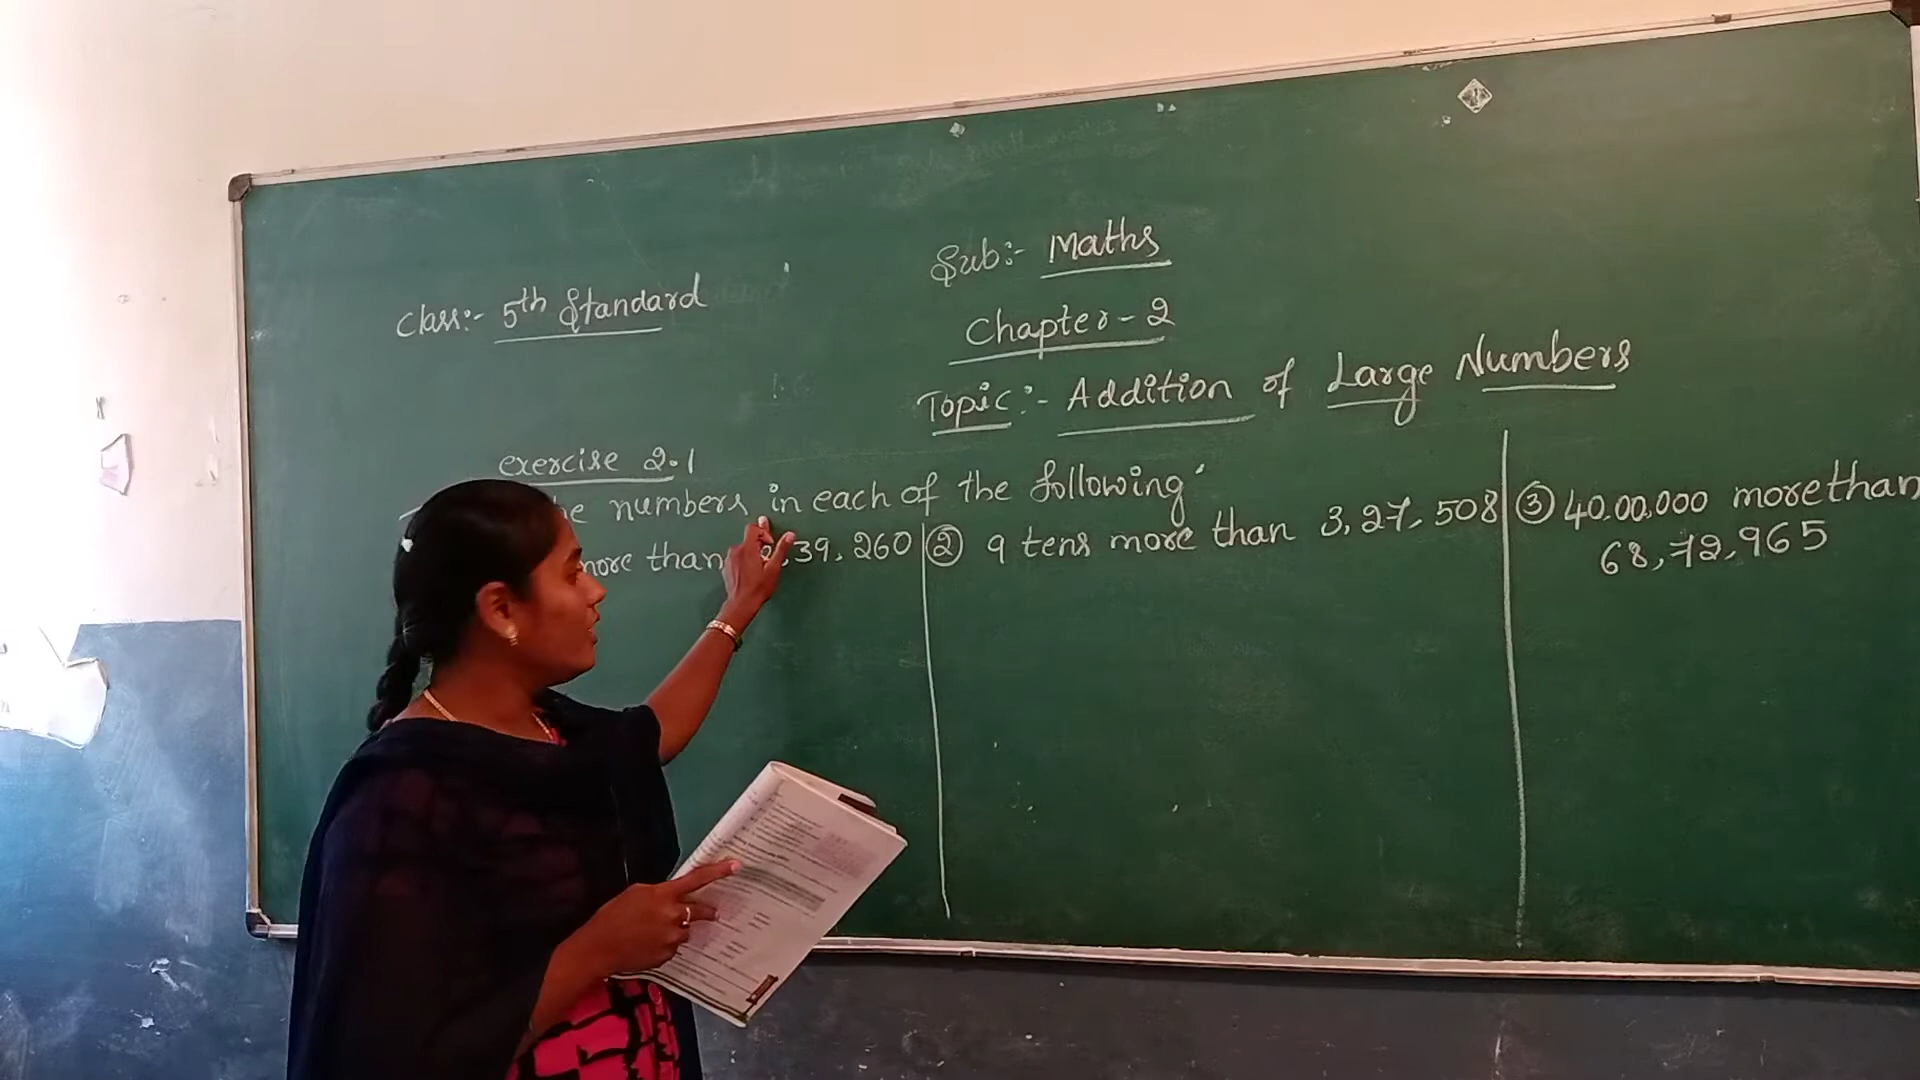 Sub:- Maths
Class:- 5th Standard
Chapter-2
Topic:- Addition of Large Numbers
exercise 2.1
numbers in each of the following
more than 39,260
② 9 tens more than 3,27,508
③ 40,00,000 more than
68,72,965